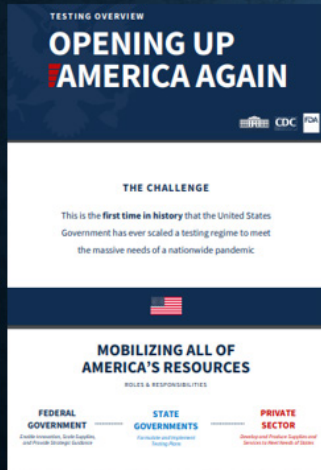 TESTING OVERVIEW
OPENING UP
AMERICA AGAIN
CDC
FDA
THE CHALLENGE
This is the first time in history that the United States
Government has ever scaled a testing regime to meet
the massive needs of a nationwide pandemic
MOBILIZING ALL OF
AMERICA'S RESOURCES
ROLES & RESPONSIBILITIES
FEDERAL
GOVERNMENT
Enable Innovation, Scale Supplies,
and Provide Strategic Guidance
STATE
GOVERNMENTS
Formulate and Implement
Testing Plans
PRIVATE
SECTOR
Develop and Produce Supplies and
Services to Meet Needs of States